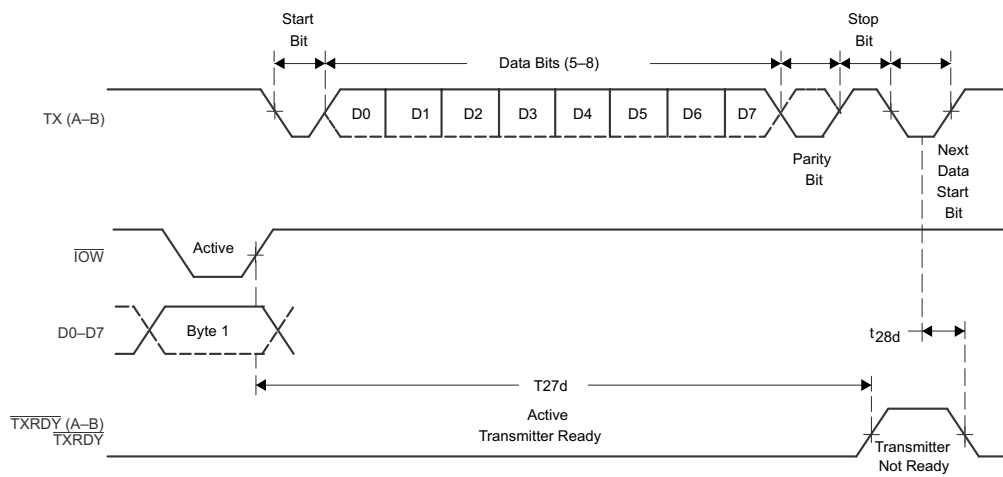 Start
Bit
Data Bits (5–8)
Stop
Bit
TX (A–B)
D0 D1 D2 D3 D4 D5 D6 D7
Parity
Bit
Next
Data
Start
Bit
IOW
Active
D0–D7
Byte 1
t28d
T27d
TXRDY (A–B)
TXRDY
Active
Transmitter Ready
Transmitter
Not Ready